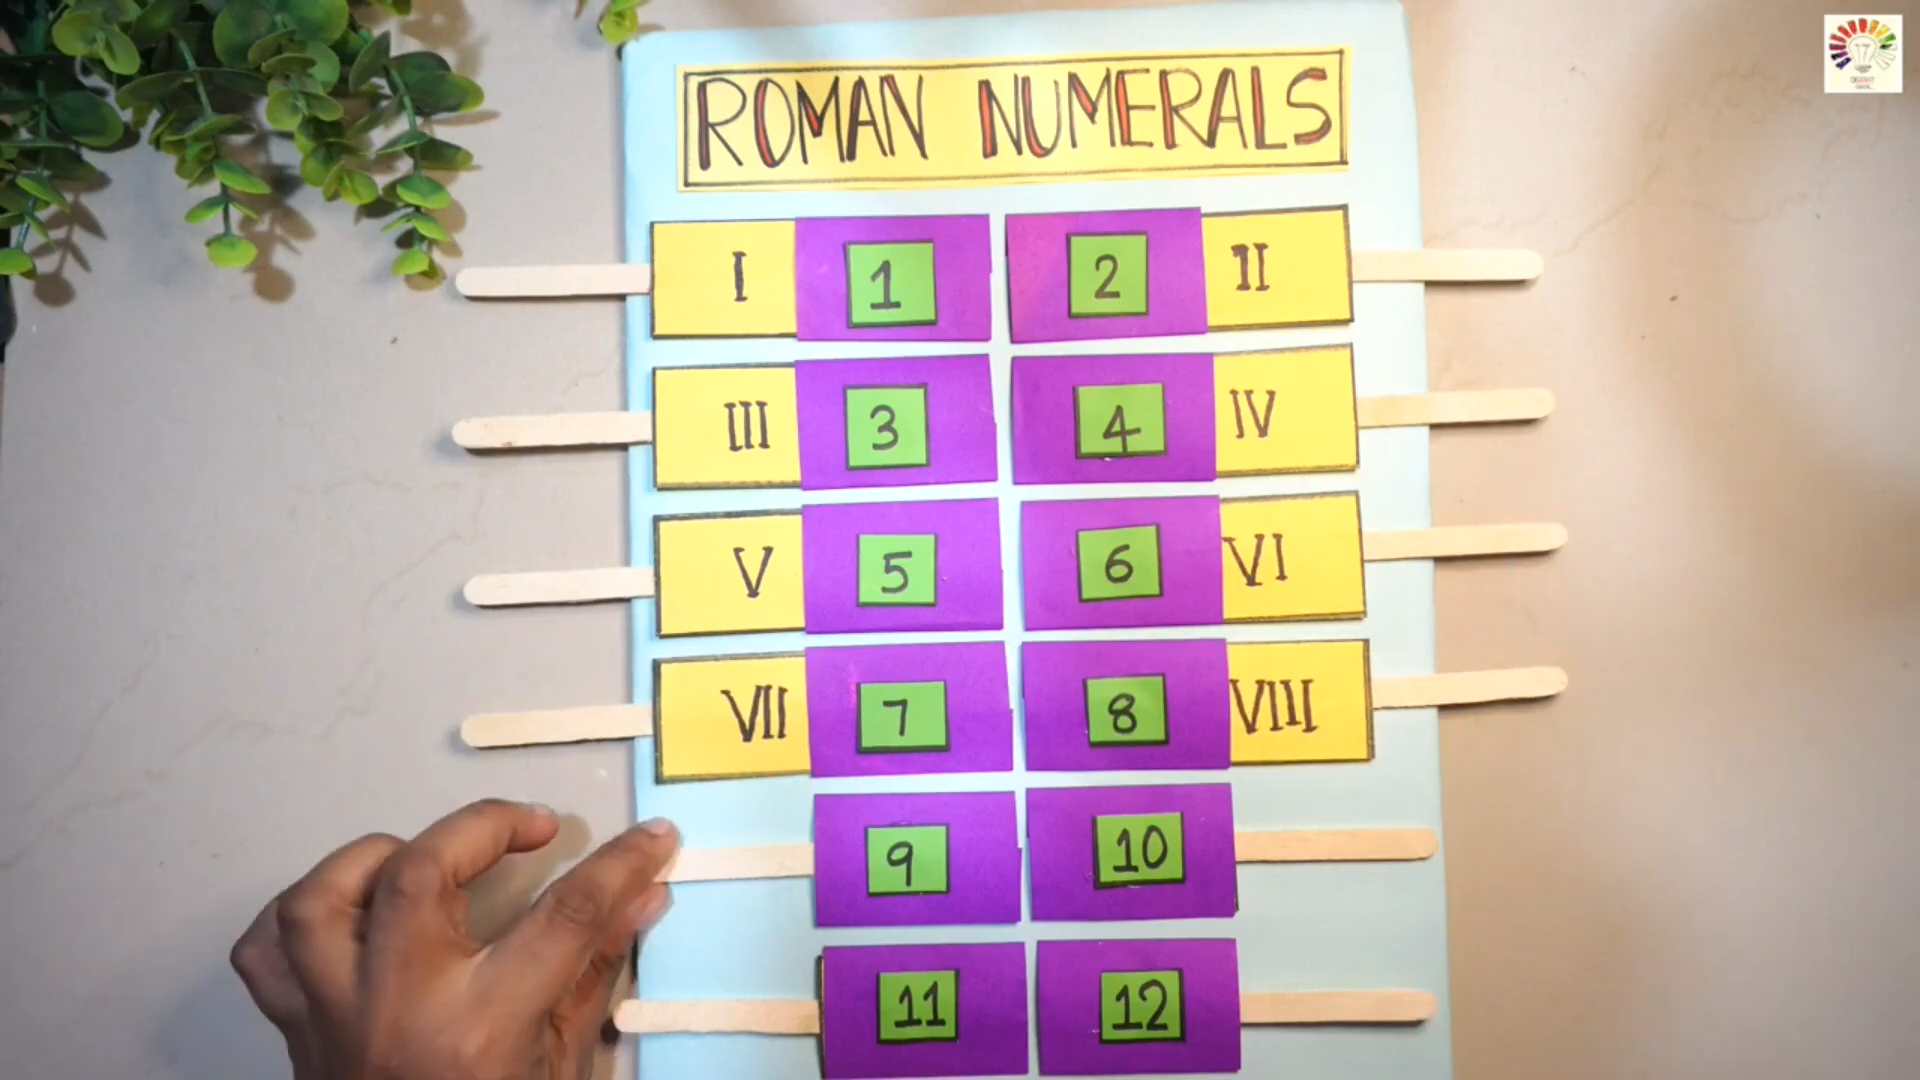 ROMAN NUMERALS
I 1 2 II
III 3 4 IV
V 5 6 VI
VII 7 8 VIII
9 10
11 12